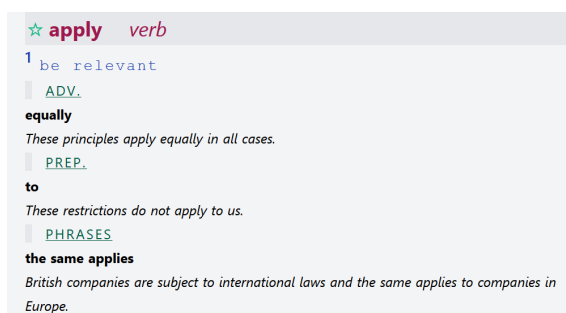 ☆ apply verb
1 be relevant
ADV.
equally
These principles apply equally in all cases.
PREP.
to
These restrictions do not apply to us.
PHRASES
the same applies
British companies are subject to international laws and the same applies to companies in
Europe.